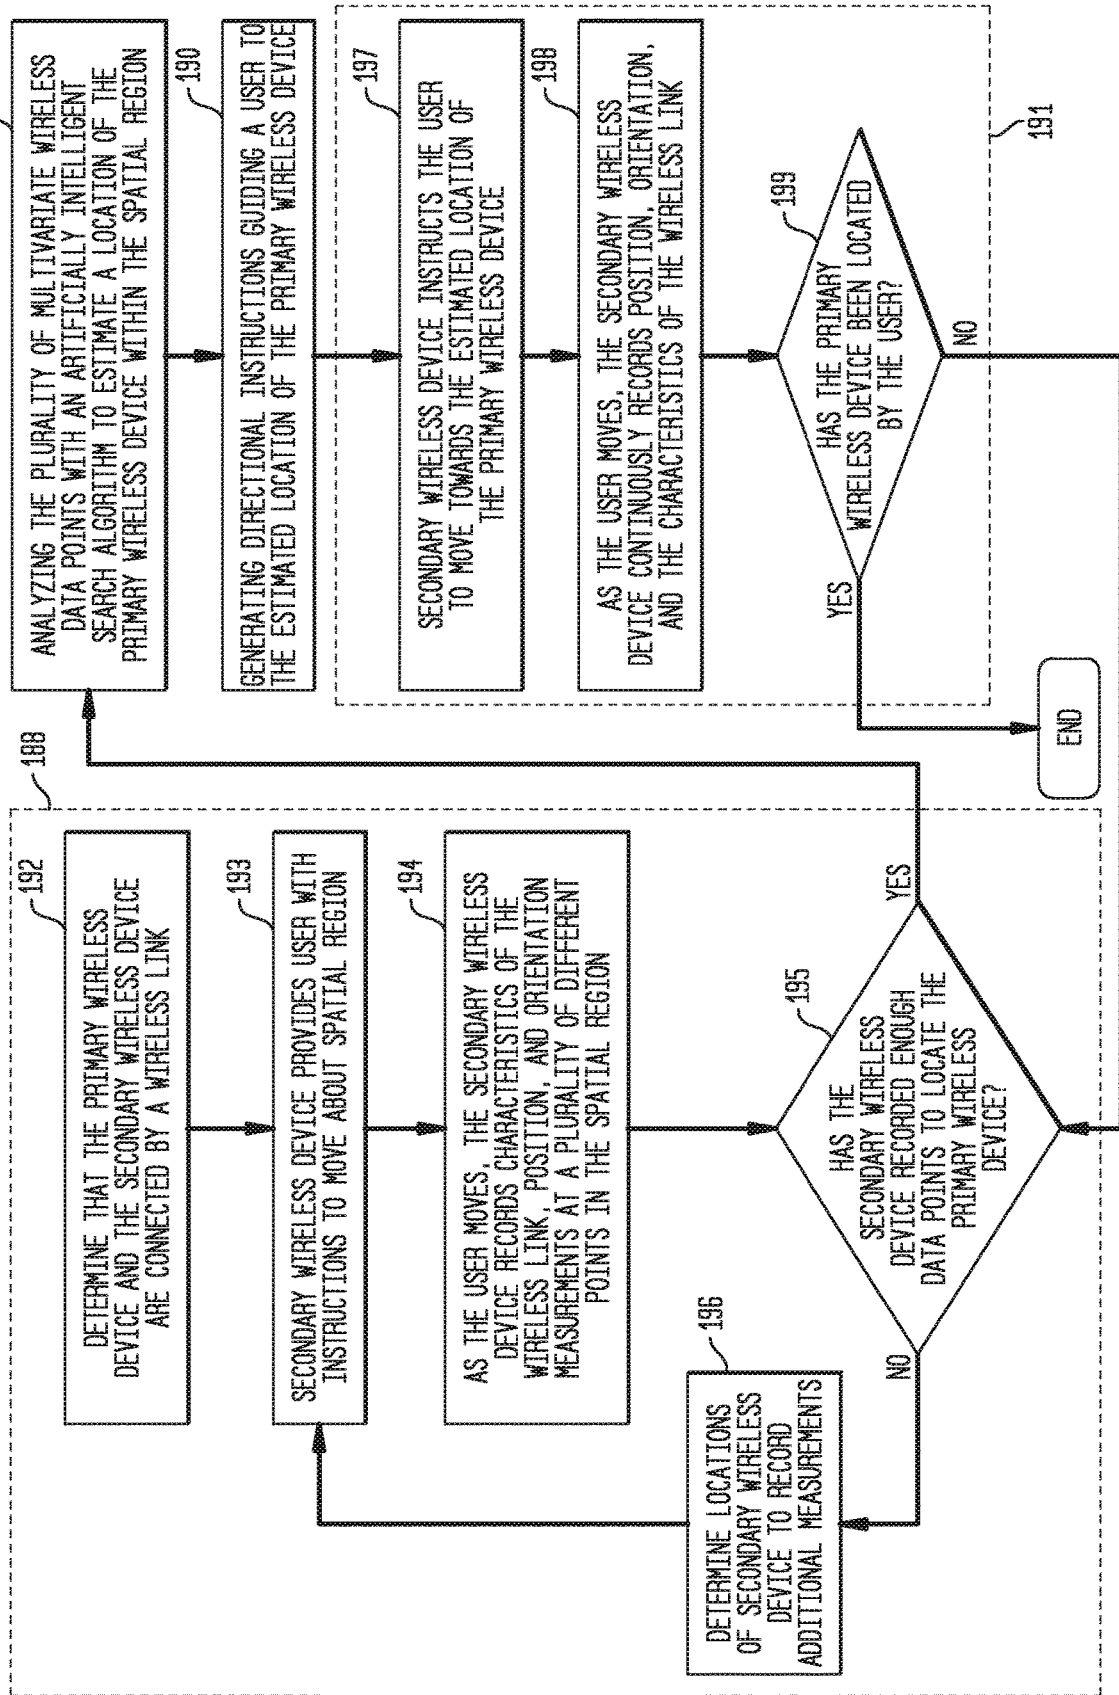 188
192
DETERMINE THAT THE PRIMARY WIRELESS
DEVICE AND THE SECONDARY WIRELESS DEVICE
ARE CONNECTED BY A WIRELESS LINK
193
SECONDARY WIRELESS DEVICE PROVIDES USER WITH
INSTRUCTIONS TO MOVE ABOUT SPATIAL REGION
194
AS THE USER MOVES, THE SECONDARY WIRELESS
DEVICE RECORDS CHARACTERISTICS OF THE
WIRELESS LINK, POSITION, AND ORIENTATION
MEASUREMENTS AT A PLURALITY OF DIFFERENT
POINTS IN THE SPATIAL REGION
195
HAS THE
SECONDARY WIRELESS
DEVICE RECORDED ENOUGH
DATA POINTS TO LOCATE THE
PRIMARY WIRELESS
DEVICE?
NO
YES
196
DETERMINE LOCATIONS
OF SECONDARY WIRELESS
DEVICE TO RECORD
ADDITIONAL MEASUREMENTS
ANALYZING THE PLURALITY OF MULTIVARIATE WIRELESS
DATA POINTS WITH AN ARTIFICIALLY INTELLIGENT
SEARCH ALGORITHM TO ESTIMATE A LOCATION OF THE
PRIMARY WIRELESS DEVICE WITHIN THE SPATIAL REGION
190
GENERATING DIRECTIONAL INSTRUCTIONS GUIDING A USER TO
THE ESTIMATED LOCATION OF THE PRIMARY WIRELESS DEVICE
197
SECONDARY WIRELESS DEVICE INSTRUCTS THE USER
TO MOVE TOWARDS THE ESTIMATED LOCATION OF
THE PRIMARY WIRELESS DEVICE
198
AS THE USER MOVES, THE SECONDARY WIRELESS
DEVICE CONTINUOUSLY RECORDS POSITION, ORIENTATION,
AND THE CHARACTERISTICS OF THE WIRELESS LINK
199
HAS THE PRIMARY
WIRELESS DEVICE BEEN LOCATED
BY THE USER?
YES
NO
191
END